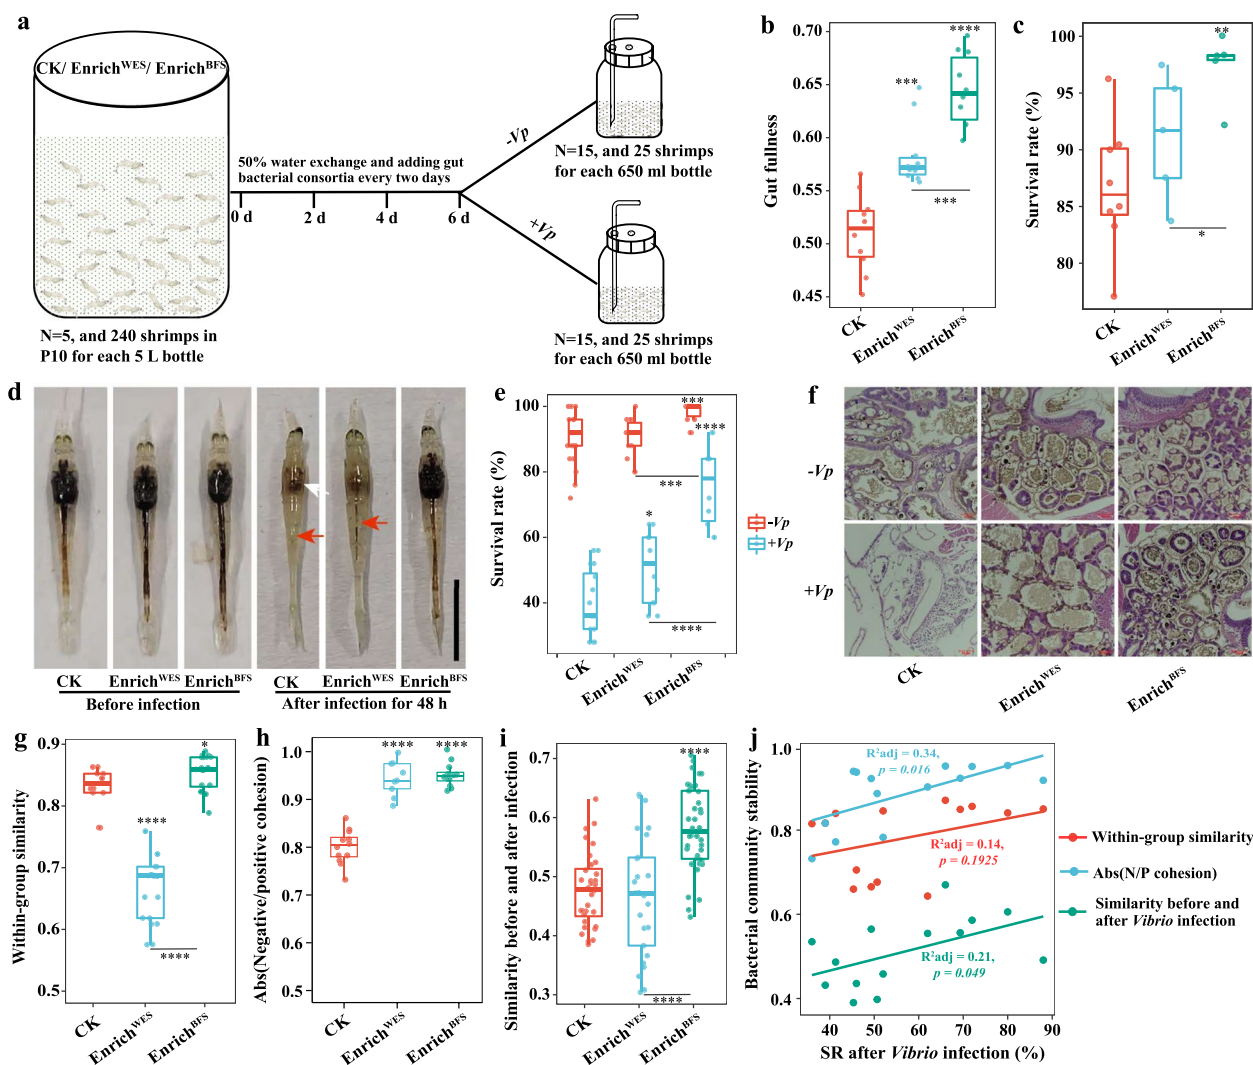 a
CK/ Enrich^WES/ Enrich^BFS
50% water exchange and adding gut
bacterial consortia every two days
0 d
2 d
4 d
6 d
-Vp
+Vp
N=15, and 25 shrimps
for each 650 ml bottle
N=15, and 25 shrimps
for each 650 ml bottle
N=5, and 240 shrimps in
P10 for each 5 L bottle
b
Gut fullness
0.70
0.65
0.60
0.55
0.50
0.45
***
****
***
CK
Enrich^WES
Enrich^BFS
c
Survival rate (%)
100
95
90
85
80
**
*
CK
Enrich^WES
Enrich^BFS
d
CK
Enrich^WES
Enrich^BFS
CK
Enrich^WES
Enrich^BFS
Before infection
After infection for 48 h
e
Survival rate (%)
100
80
60
40
***
****
***
*
****
-Vp
+Vp
CK
Enrich^WES
Enrich^BFS
f
-Vp
+Vp
CK
Enrich^WES
Enrich^BFS
g
Within-group similarity
0.9
0.8
0.7
0.6
0.5
*
****
****
CK
Enrich^WES
Enrich^BFS
h
Abs(Negative/positive cohesion)
1.0
0.9
0.8
0.7
0.6
0.5
****
****
CK
Enrich^WES
Enrich^BFS
i
Similarity before and after infection
0.7
0.6
0.5
0.4
0.3
****
****
CK
Enrich^WES
Enrich^BFS
j
Bacterial community stability
1.0
0.8
0.6
0.4
R²adj = 0.34,
p = 0.016
R²adj = 0.14,
p = 0.1925
R²adj = 0.21,
p = 0.049
40
50
60
70
80
90
SR after Vibrio infection (%)
Within-group similarity
Abs(N/P cohesion)
Similarity before and
after Vibrio infection